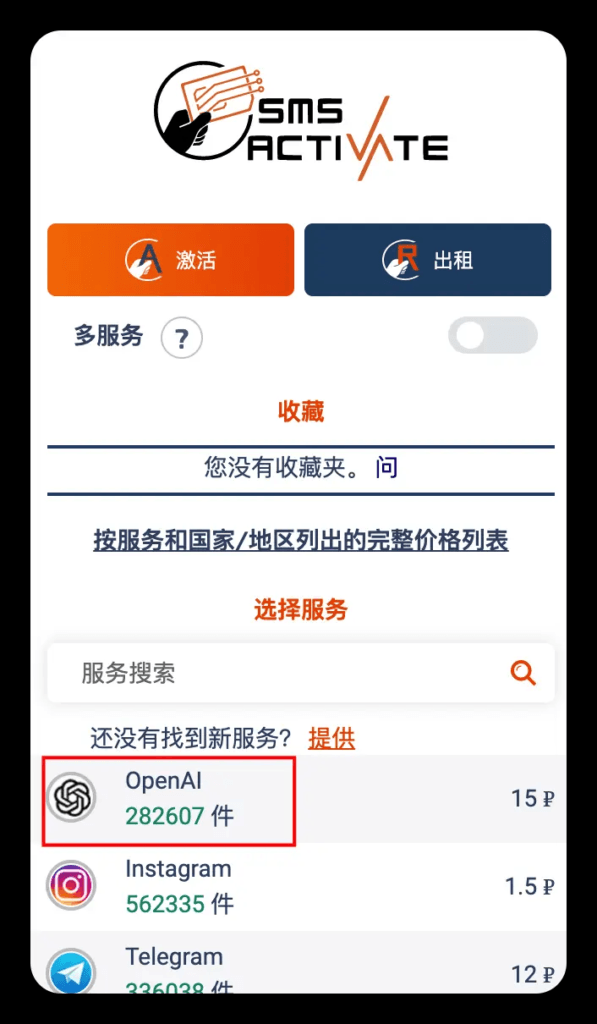 SMS
ACTIVATE
激活
出租
多服务 ?
收藏
您没有收藏夹。 问
按服务和国家/地区列出的完整价格列表
选择服务
服务搜索
还没有找到新服务? 提供
OpenAI
282607 件
15 ₽
Instagram
562335 件
1.5 ₽
Telegram
336038 件
12 ₽